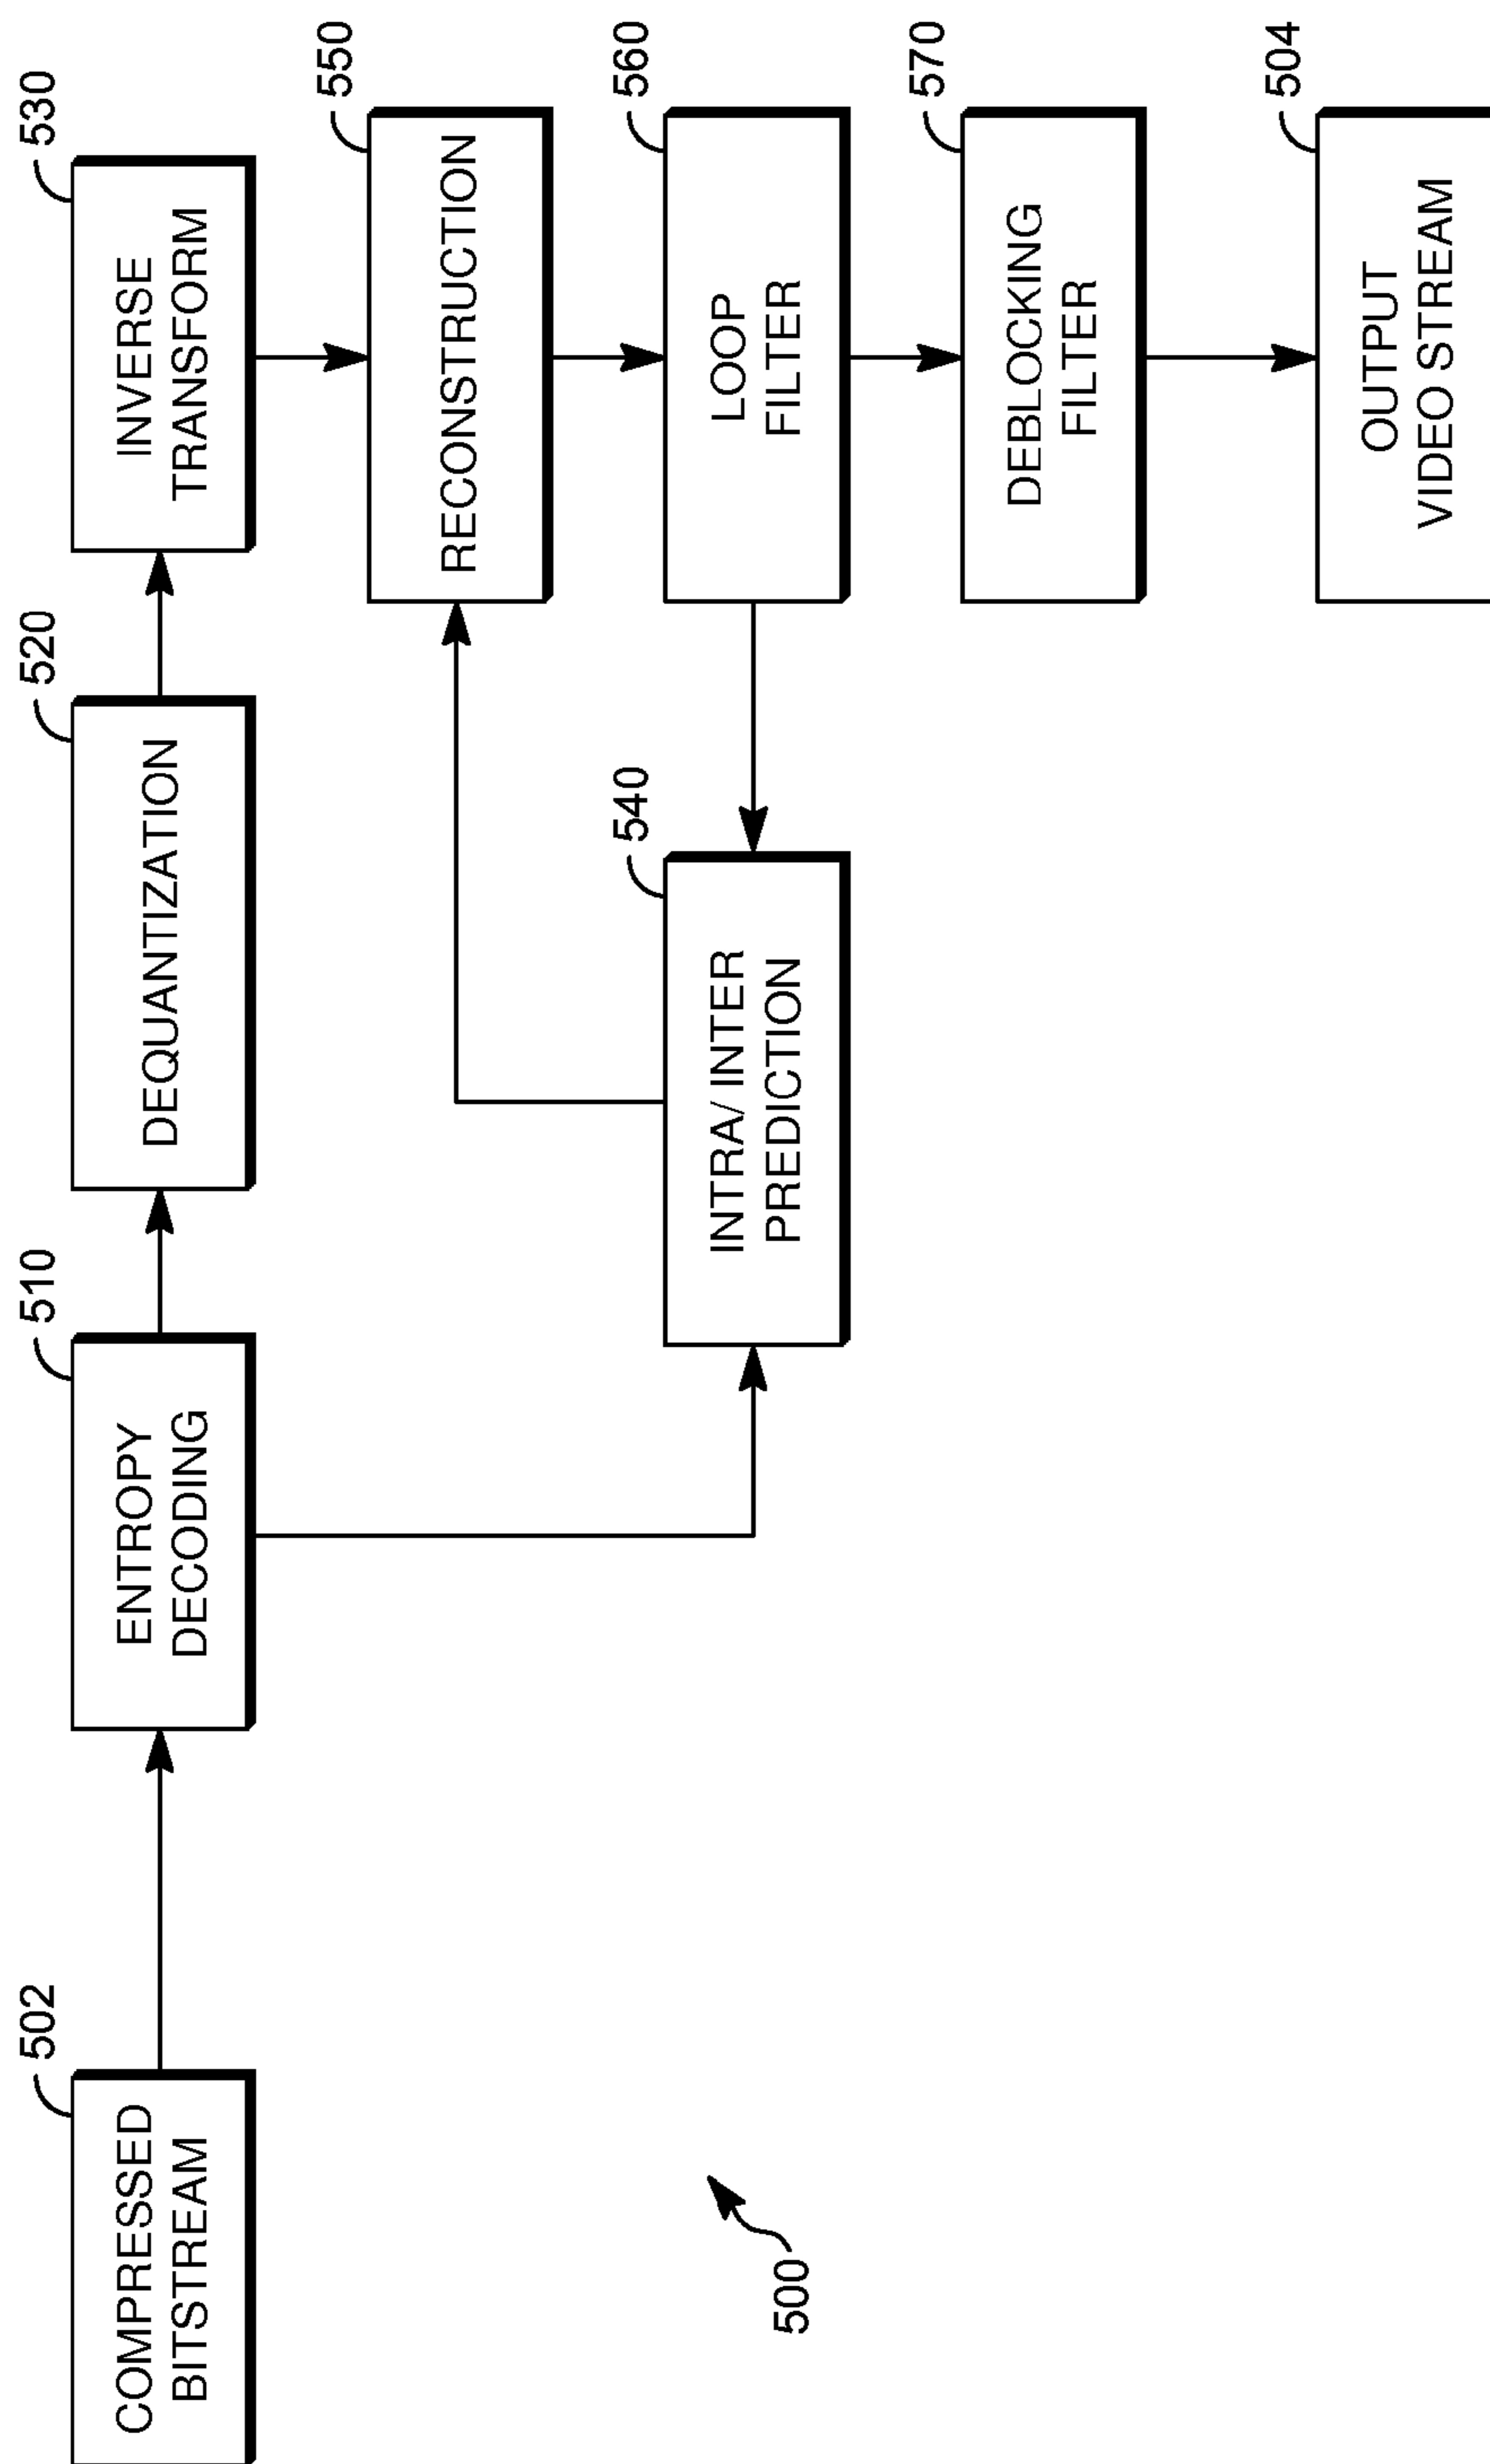 502
COMPRESSED
BITSTREAM
510
ENTROPY
DECODING
520
DEQUANTIZATION
530
INVERSE
TRANSFORM
540
INTRA/ INTER
PREDICTION
550
RECONSTRUCTION
560
LOOP
FILTER
570
DEBLOCKING
FILTER
504
OUTPUT
VIDEO STREAM
500